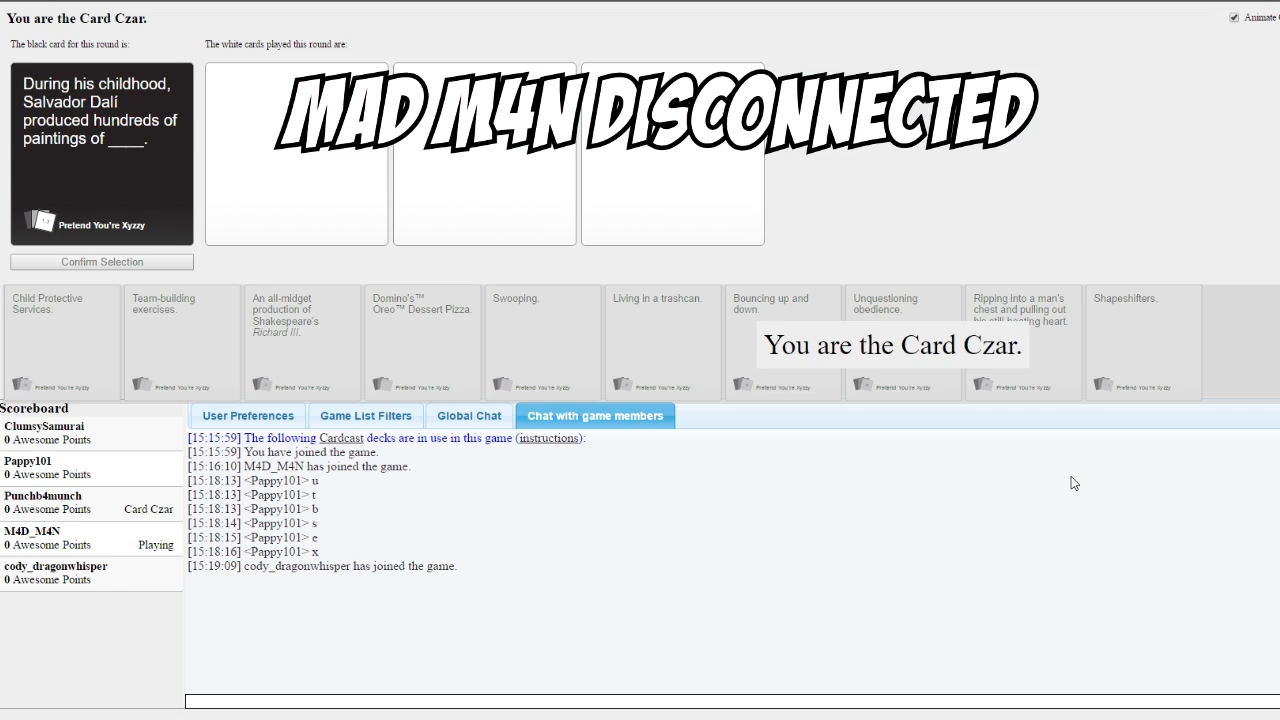 You are the Card Czar.
Animate
The black card for this round is:
The white cards played this round are:
During his childhood,
Salvador Dalí
produced hundreds of
paintings of ____.
Pretend You're Xyzzy
MAD M4N DISCONNECTED
Confirm Selection
Child Protective
Services.
Pretend You're Xyzzy
Team-building
exercises.
Pretend You're Xyzzy
An all-midget
production of
Shakespeare's
Richard III.
Pretend You're Xyzzy
Domino's™
Oreo™ Dessert Pizza.
Pretend You're Xyzzy
Swooping.
Pretend You're Xyzzy
Living in a trashcan.
Pretend You're Xyzzy
Bouncing up and
down.
Pretend You're Xyzzy
Unquestioning
obedience.
Pretend You're Xyzzy
Ripping into a man's
chest and pulling out
his still-beating heart.
Pretend You're Xyzzy
Shapeshifters.
Pretend You're Xyzzy
You are the Card Czar.
Scoreboard
ClumsySamurai
0 Awesome Points
Pappy101
0 Awesome Points
Punchb4munch
0 Awesome Points Card Czar
M4D_M4N
0 Awesome Points Playing
cody_dragonwhisper
0 Awesome Points
User Preferences Game List Filters Global Chat Chat with game members
[15:15:59] The following Cardcast decks are in use in this game (instructions):
[15:15:59] You have joined the game.
[15:16:10] M4D_M4N has joined the game.
[15:18:13] <Pappy101> u
[15:18:13] <Pappy101> t
[15:18:13] <Pappy101> b
[15:18:14] <Pappy101> s
[15:18:15] <Pappy101> e
[15:18:16] <Pappy101> x
[15:19:09] cody_dragonwhisper has joined the game.